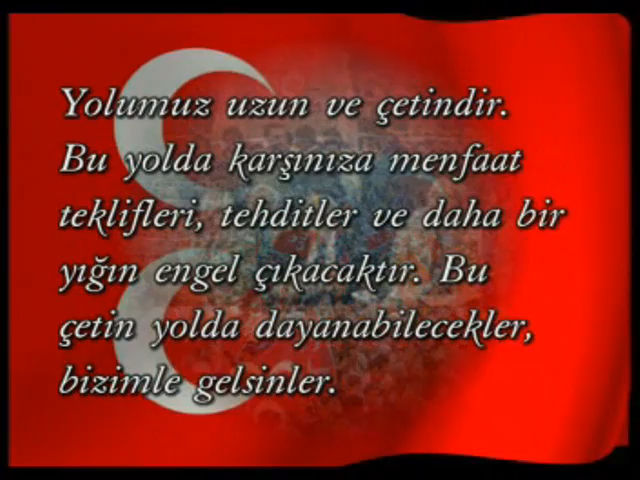 Yolumuz uzun ve çetindir.
Bu yolda karşınıza menfaat
teklifleri, tehditler ve daha bir
yığın engel çıkacaktır. Bu
çetin yolda dayanabilecekler,
bizimle gelsinler.